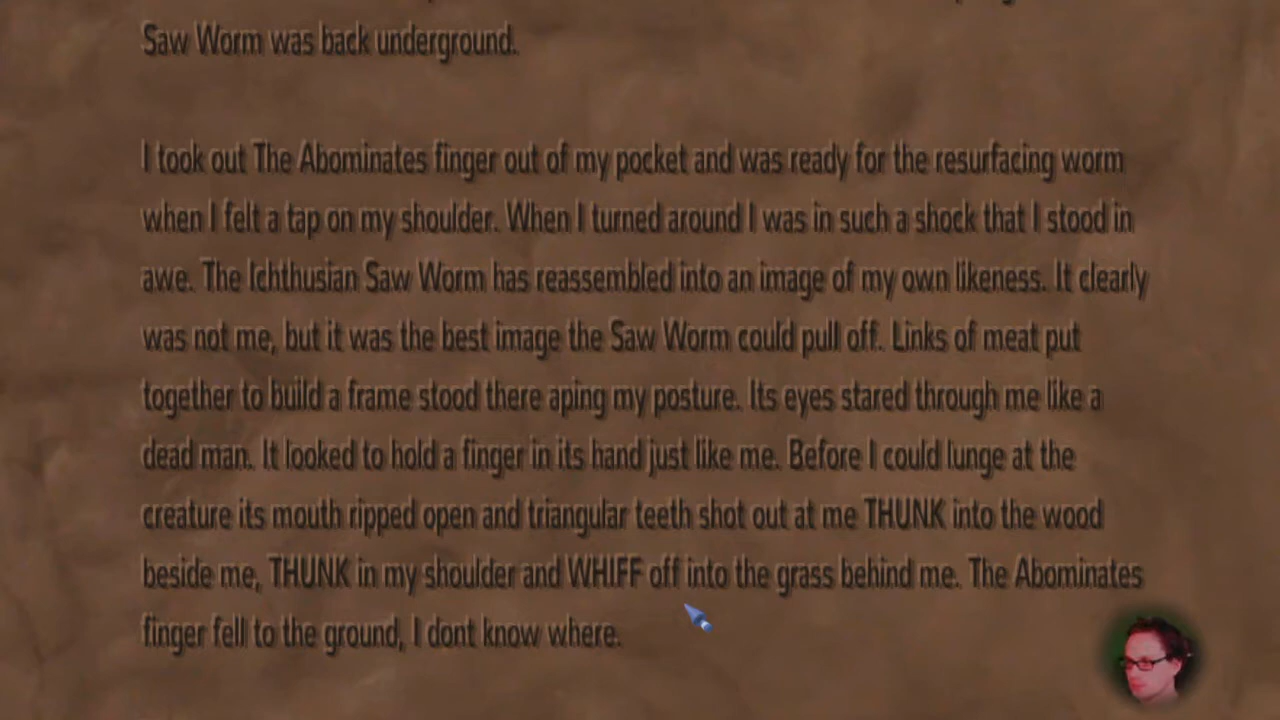 Saw Worm was back underground.
I took out The Abominates finger out of my pocket and was ready for the resurfacing worm
when I felt a tap on my shoulder. When I turned around I was in such a shock that I stood in
awe. The Ichthusian Saw Worm has reassembled into an image of my own likeness. It clearly
was not me, but it was the best image the Saw Worm could pull off. Links of meat put
together to build a frame stood there aping my posture. Its eyes stared through me like a
dead man. It looked to hold a finger in its hand just like me. Before I could lunge at the
creature its mouth ripped open and triangular teeth shot out at me THUNK into the wood
beside me, THUNK in my shoulder and WHIFF off into the grass behind me. The Abominates
finger fell to the ground, I dont know where.